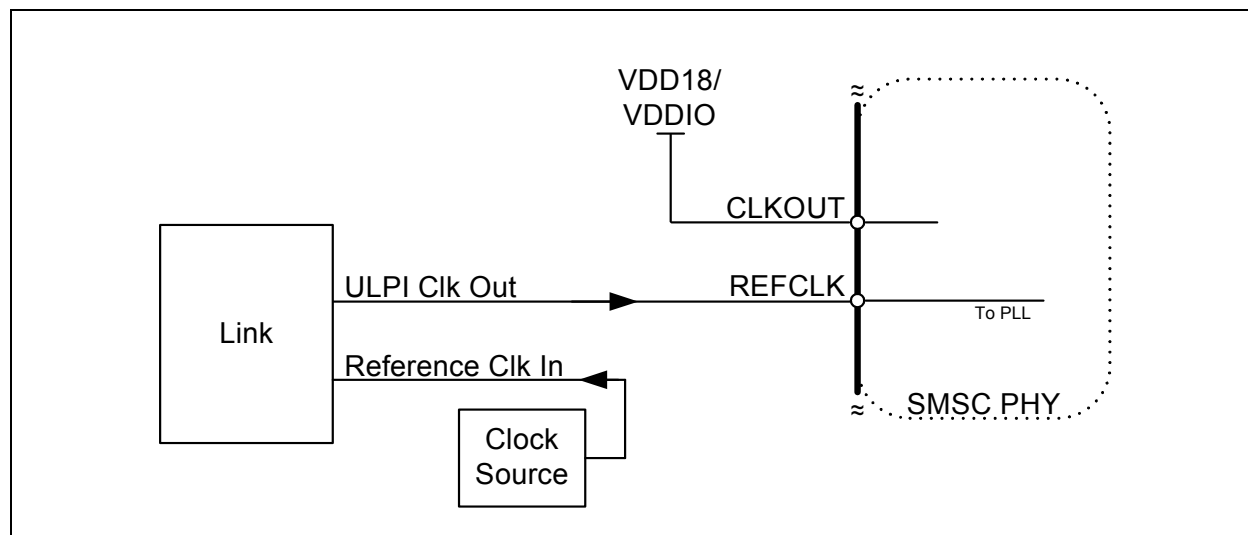 VDD18/
VDDIO
CLKOUT
ULPI Clk Out
REFCLK
To PLL
Link
Reference Clk In
SMSC PHY
Clock
Source